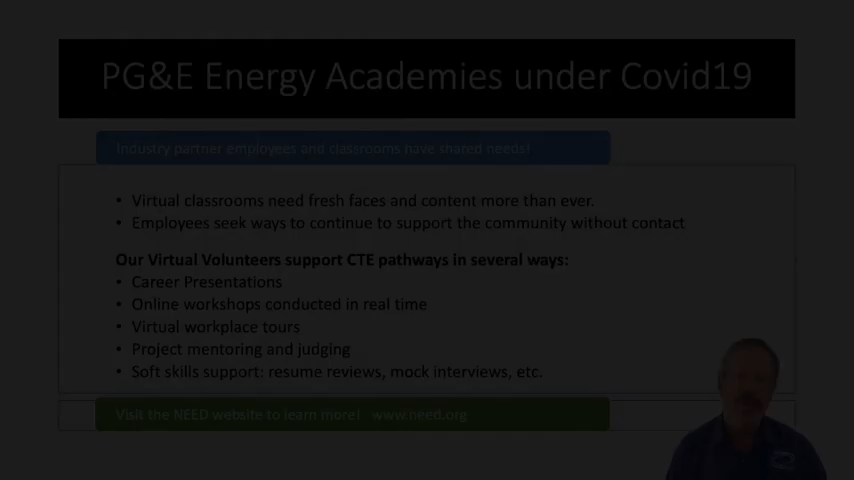 PG&E Energy Academies under Covid19
Industry partner employees and classrooms have shared needs!
• Virtual classrooms need fresh faces and content more than ever.
• Employees seek ways to continue to support the community without contact
Our Virtual Volunteers support CTE pathways in several ways:
• Career Presentations
• Online workshops conducted in real time
• Virtual workplace tours
• Project mentoring and judging
• Soft skills support: resume reviews, mock interviews, etc.
Visit the NEED website to learn more! www.need.org